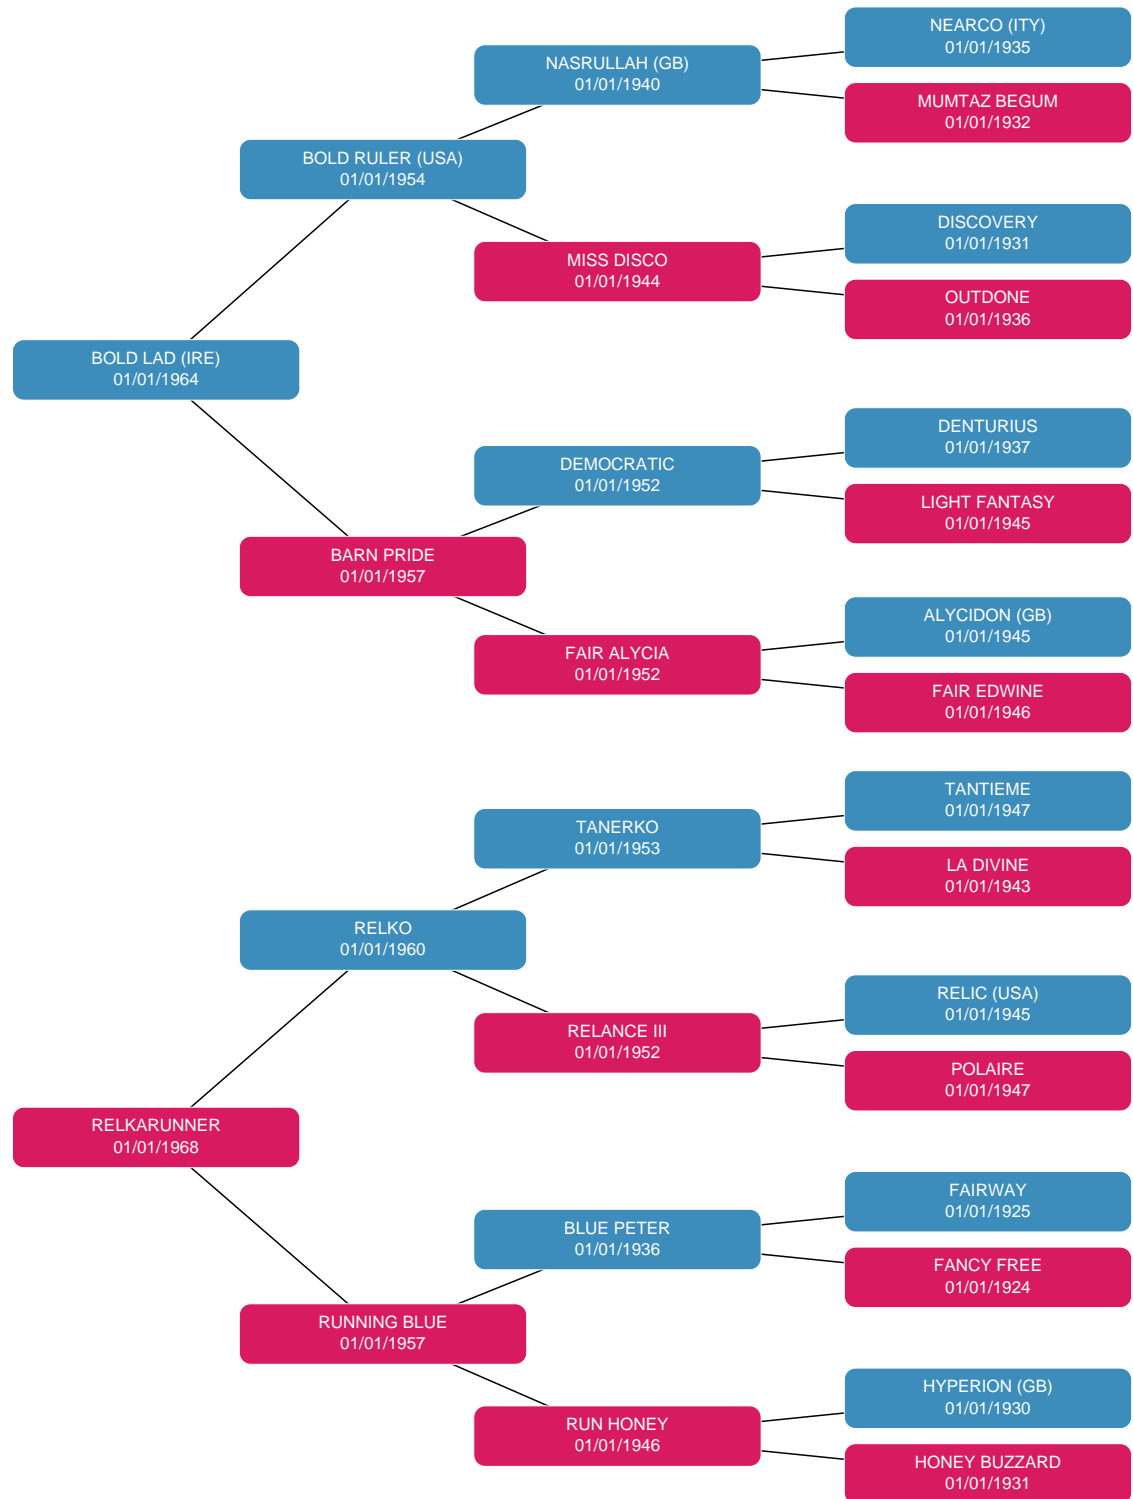 NEARCO (ITY)
01/01/1935
NASRULLAH (GB)
01/01/1940
MUMTAZ BEGUM
01/01/1932
BOLD RULER (USA)
01/01/1954
DISCOVERY
01/01/1931
MISS DISCO
01/01/1944
OUTDONE
01/01/1936
BOLD LAD (IRE)
01/01/1964
DENTURIUS
01/01/1937
DEMOCRATIC
01/01/1952
LIGHT FANTASY
01/01/1945
BARN PRIDE
01/01/1957
ALYCIDON (GB)
01/01/1945
FAIR ALYCIA
01/01/1952
FAIR EDWINE
01/01/1946
TANTIEME
01/01/1947
TANERKO
01/01/1953
LA DIVINE
01/01/1943
RELKO
01/01/1960
RELIC (USA)
01/01/1945
RELANCE III
01/01/1952
POLAIRE
01/01/1947
RELKARUNNER
01/01/1968
FAIRWAY
01/01/1925
BLUE PETER
01/01/1936
FANCY FREE
01/01/1924
RUNNING BLUE
01/01/1957
HYPERION (GB)
01/01/1930
RUN HONEY
01/01/1946
HONEY BUZZARD
01/01/1931